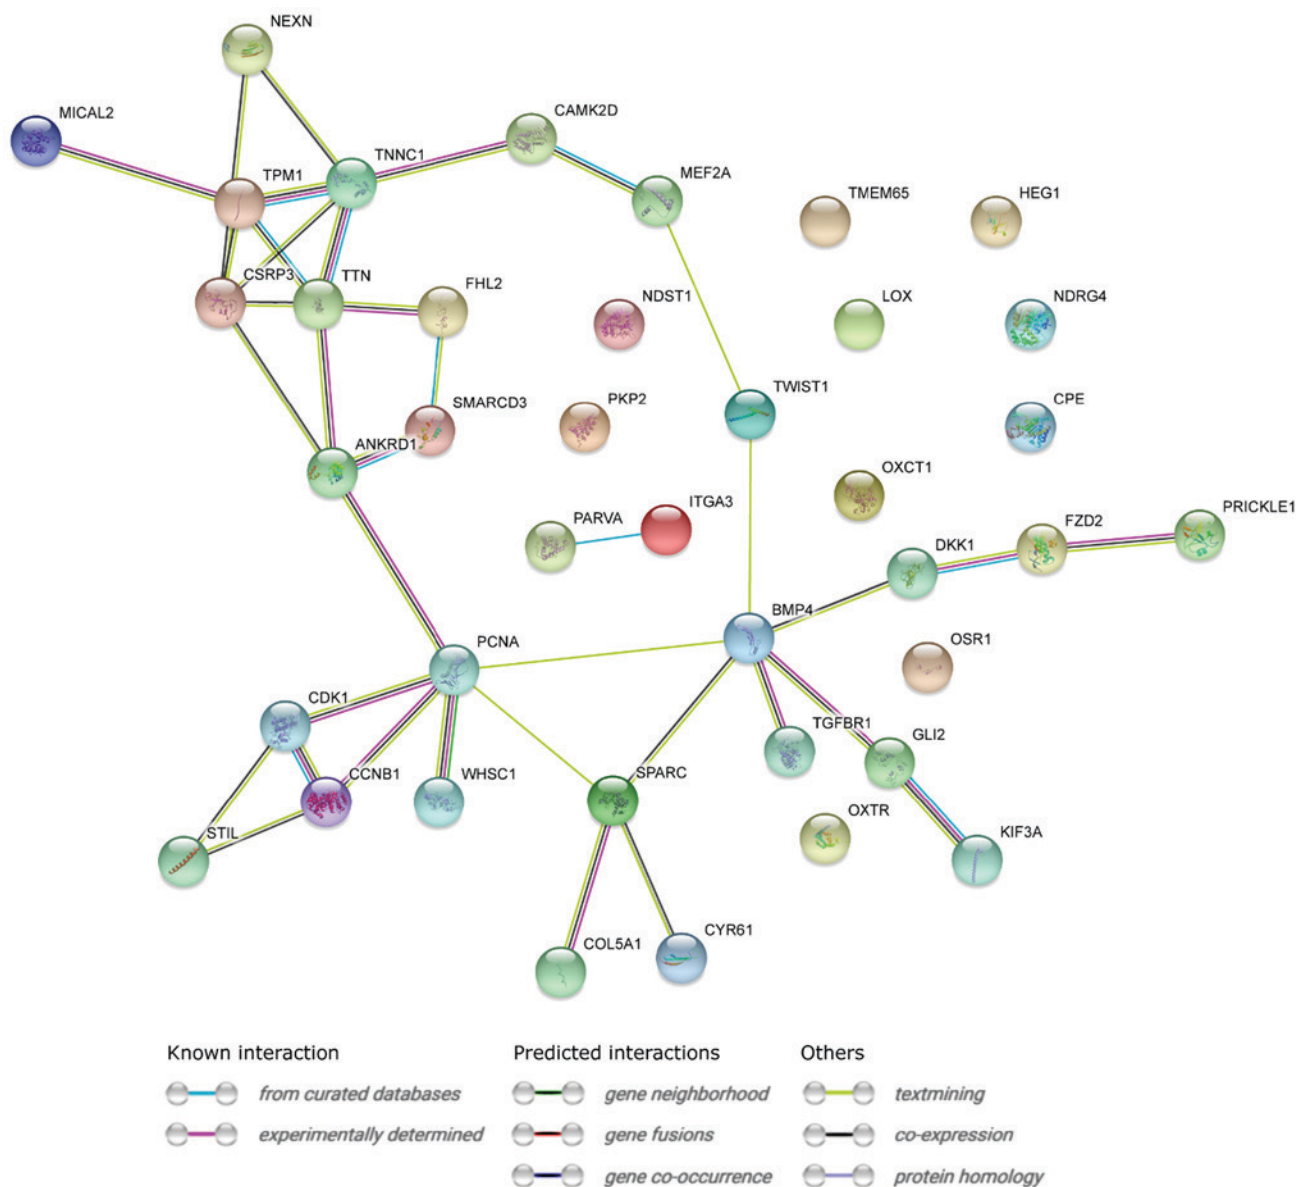 NEXN
MICAL2
CAMK2D
TNNC1
TPM1
MEF2A
TMEM65
HEG1
CSRP3
TTN
FHL2
NDST1
LOX
NDRG4
TWIST1
SMARCD3
PKP2
CPE
ANKRD1
OXCT1
ITGA3
PARVA
PRICKLE1
FZD2
DKK1
BMP4
PCNA
OSR1
CDK1
TGFBR1
GLI2
CCNB1
WHSC1
SPARC
STIL
OXTR
KIF3A
COL5A1
CYR61
Known interaction
Predicted interactions
Others
from curated databases
gene neighborhood
textmining
experimentally determined
gene fusions
co-expression
gene co-occurrence
protein homology